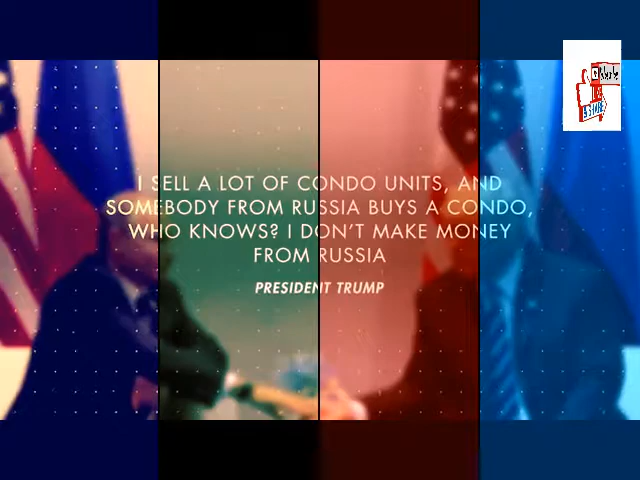 I SELL A LOT OF CONDO UNITS, AND
SOMEBODY FROM RUSSIA BUYS A CONDO,
WHO KNOWS? I DON'T MAKE MONEY
FROM RUSSIA
PRESIDENT TRUMP